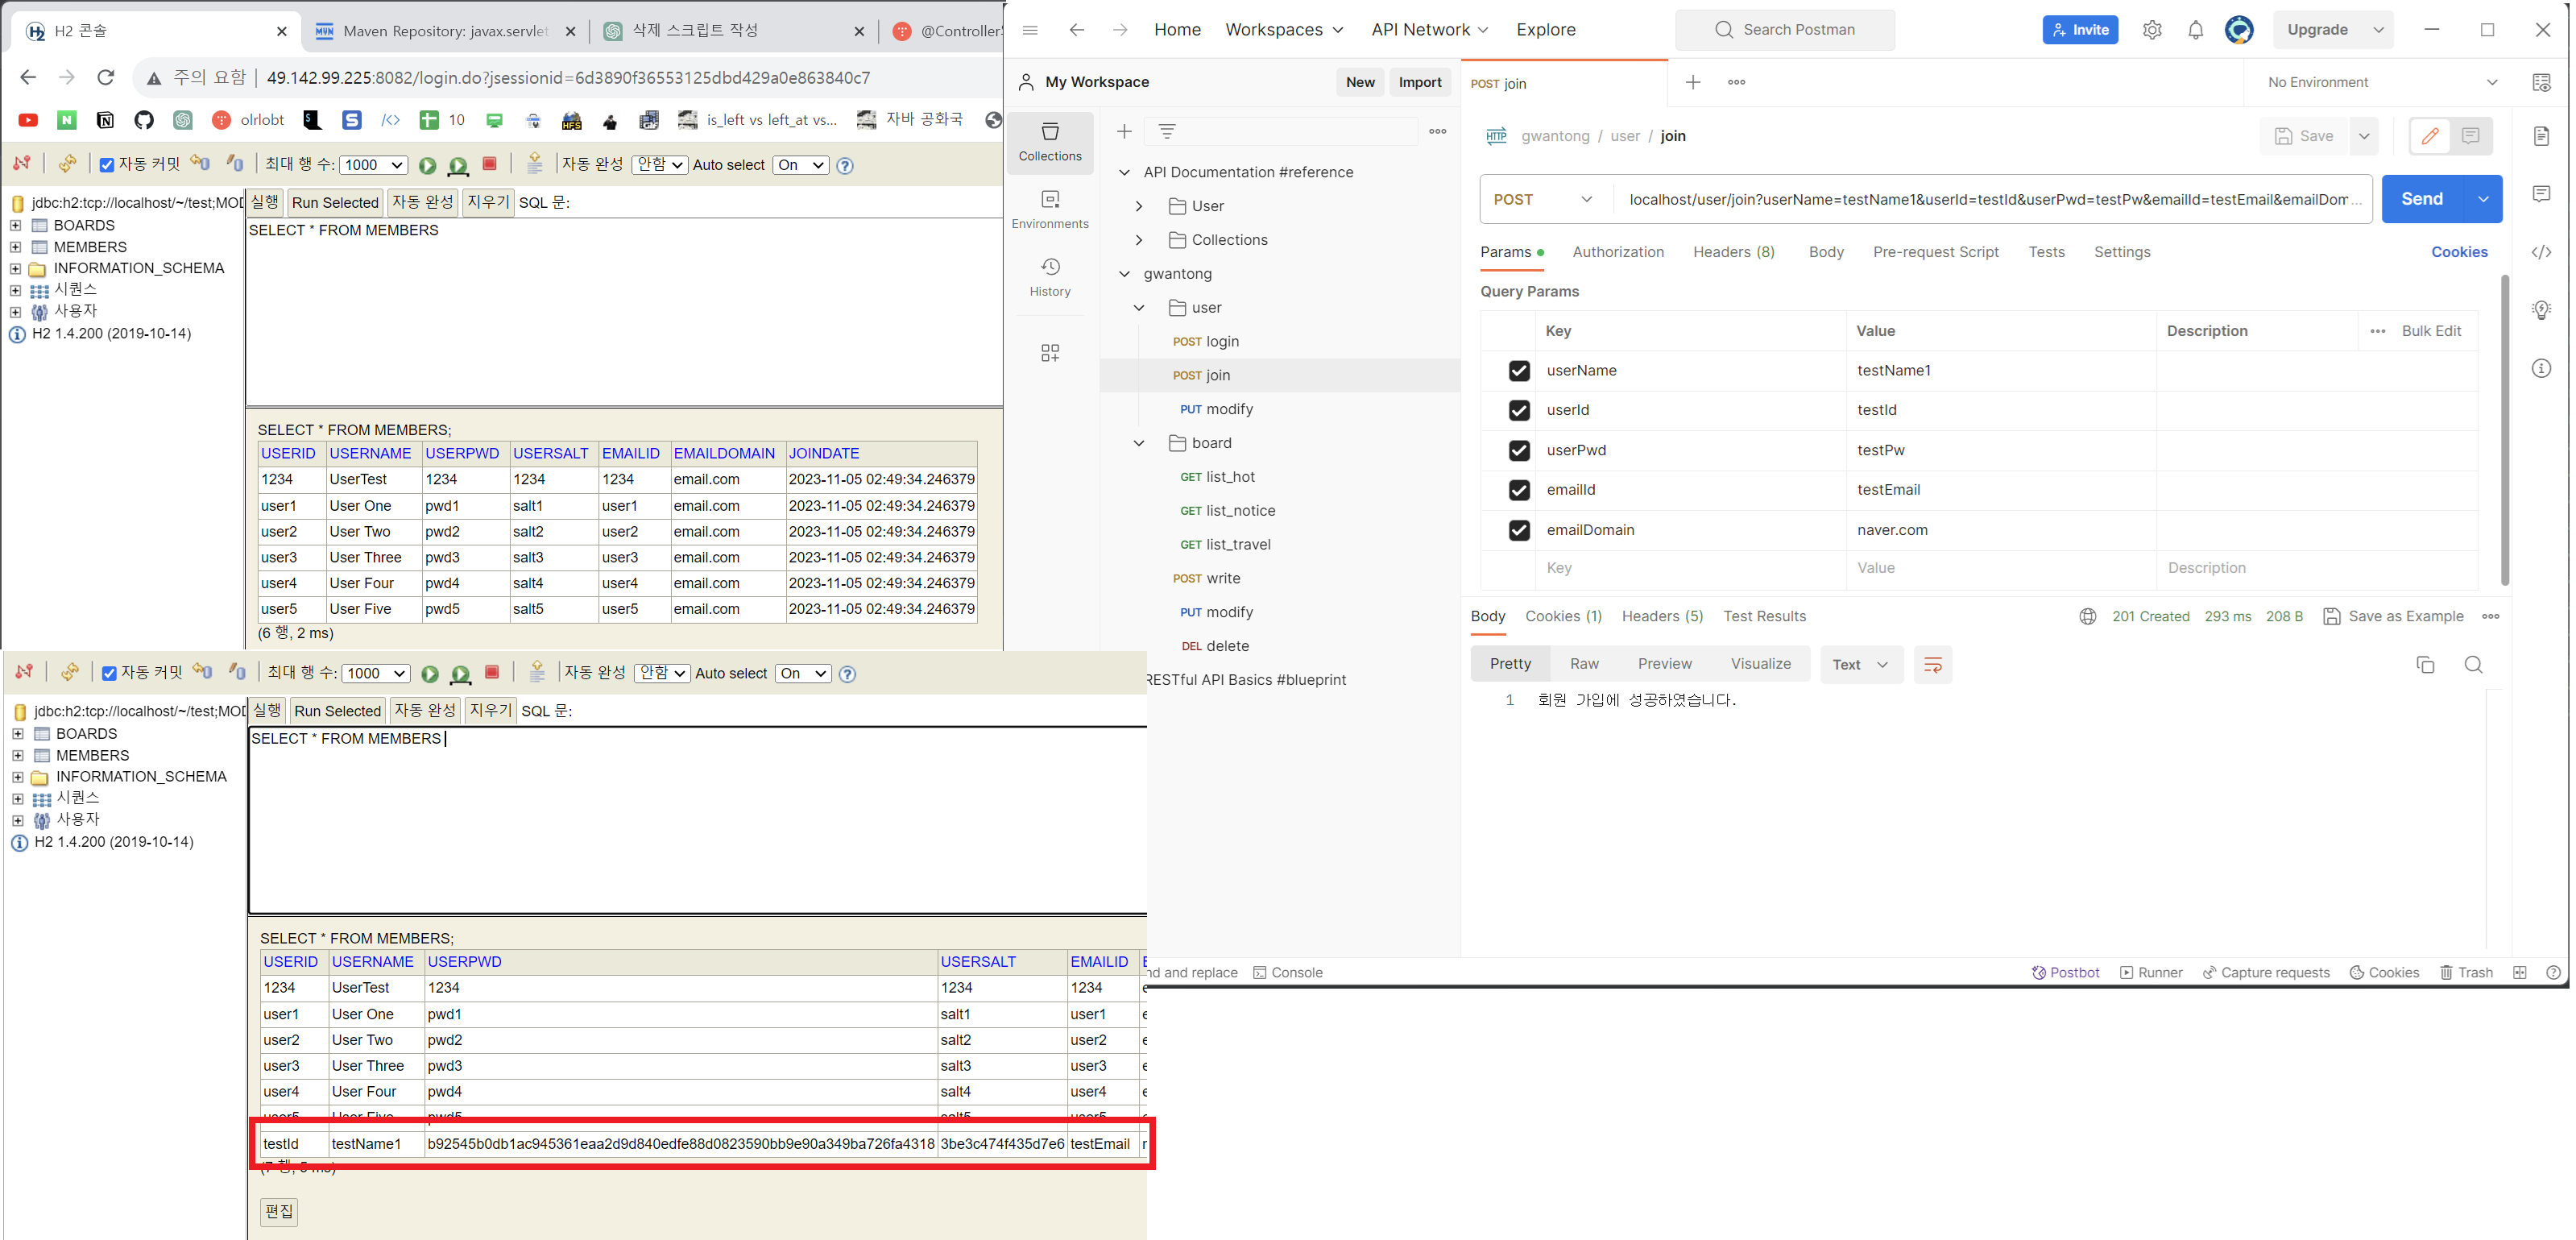 H2 콘솔
Maven Repository: javax.servlet
삭제 스크립트 작성
@ControllerS
주의 요함 | 49.142.99.225:8082/login.do?jsessionid=6d3890f36553125dbd429a0e863840c7
olrlobt 10 is_left vs left_at vs... 자바 공화국
자동 커밋 최대 행 수: 1000 자동 완성 안함 Auto select On
jdbc:h2:tcp://localhost/~/test;MOD
BOARDS
MEMBERS
INFORMATION_SCHEMA
시퀀스
사용자
H2 1.4.200 (2019-10-14)
실행 Run Selected 자동 완성 지우기 SQL 문:
SELECT * FROM MEMBERS
SELECT * FROM MEMBERS;
USERID USERNAME USERPWD USERSALT EMAILID EMAILDOMAIN JOINDATE
1234 UserTest 1234 1234 1234 email.com 2023-11-05 02:49:34.246379
user1 User One pwd1 salt1 user1 email.com 2023-11-05 02:49:34.246379
user2 User Two pwd2 salt2 user2 email.com 2023-11-05 02:49:34.246379
user3 User Three pwd3 salt3 user3 email.com 2023-11-05 02:49:34.246379
user4 User Four pwd4 salt4 user4 email.com 2023-11-05 02:49:34.246379
user5 User Five pwd5 salt5 user5 email.com 2023-11-05 02:49:34.246379
(6 행, 2 ms)
자동 커밋 최대 행 수: 1000 자동 완성 안함 Auto select On
jdbc:h2:tcp://localhost/~/test;MOD
BOARDS
MEMBERS
INFORMATION_SCHEMA
시퀀스
사용자
H2 1.4.200 (2019-10-14)
실행 Run Selected 자동 완성 지우기 SQL 문:
SELECT * FROM MEMBERS
SELECT * FROM MEMBERS;
USERID USERNAME USERPWD USERSALT EMAILID E
1234 UserTest 1234 1234 1234 e
user1 User One pwd1 salt1 user1 e
user2 User Two pwd2 salt2 user2 e
user3 User Three pwd3 salt3 user3 e
user4 User Four pwd4 salt4 user4 e
user5 User Five pwd5 salt5 user5
testId testName1 b92545b0db1ac945361eaa2d9d840edfe88d0823590bb9e90a349ba726fa4318 3be3c474f435d7e6 testEmail
(7 행, 5 ms)
편집
Home Workspaces API Network Explore
Search Postman
Invite Upgrade
My Workspace New Import
Collections
Environments
History
API Documentation #reference
User
Collections
gwantong
user
POST login
POST join
PUT modify
board
GET list_hot
GET list_notice
GET list_travel
POST write
PUT modify
DEL delete
RESTful API Basics #blueprint
POST join
No Environment
HTTP gwantong / user / join
Save
POST localhost/user/join?userName=testName1&userId=testId&userPwd=testPw&emailId=testEmail&emailDom ... Send
Params Authorization Headers (8) Body Pre-request Script Tests Settings Cookies
Query Params
Key Value Description Bulk Edit
userName testName1
userId testId
userPwd testPw
emailId testEmail
emailDomain naver.com
Key Value Description
Body Cookies (1) Headers (5) Test Results 201 Created 293 ms 208 B Save as Example
Pretty Raw Preview Visualize Text
1 회원 가입에 성공하였습니다.
nd and replace Console Postbot Runner Capture requests Cookies Trash